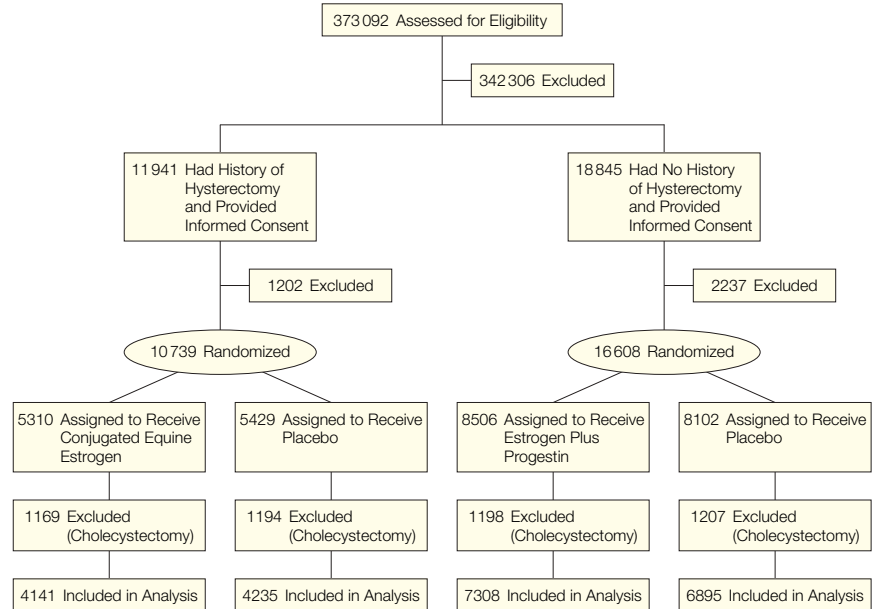 373 092 Assessed for Eligibility
342 306 Excluded
11 941 Had History of
Hysterectomy
and Provided
Informed Consent
18 845 Had No History
of Hysterectomy
and Provided
Informed Consent
1202 Excluded
2237 Excluded
10 739 Randomized
16 608 Randomized
5310 Assigned to Receive
Conjugated Equine
Estrogen
5429 Assigned to Receive
Placebo
8506 Assigned to Receive
Estrogen Plus
Progestin
8102 Assigned to Receive
Placebo
1169 Excluded
(Cholecystectomy)
1194 Excluded
(Cholecystectomy)
1198 Excluded
(Cholecystectomy)
1207 Excluded
(Cholecystectomy)
4141 Included in Analysis
4235 Included in Analysis
7308 Included in Analysis
6895 Included in Analysis